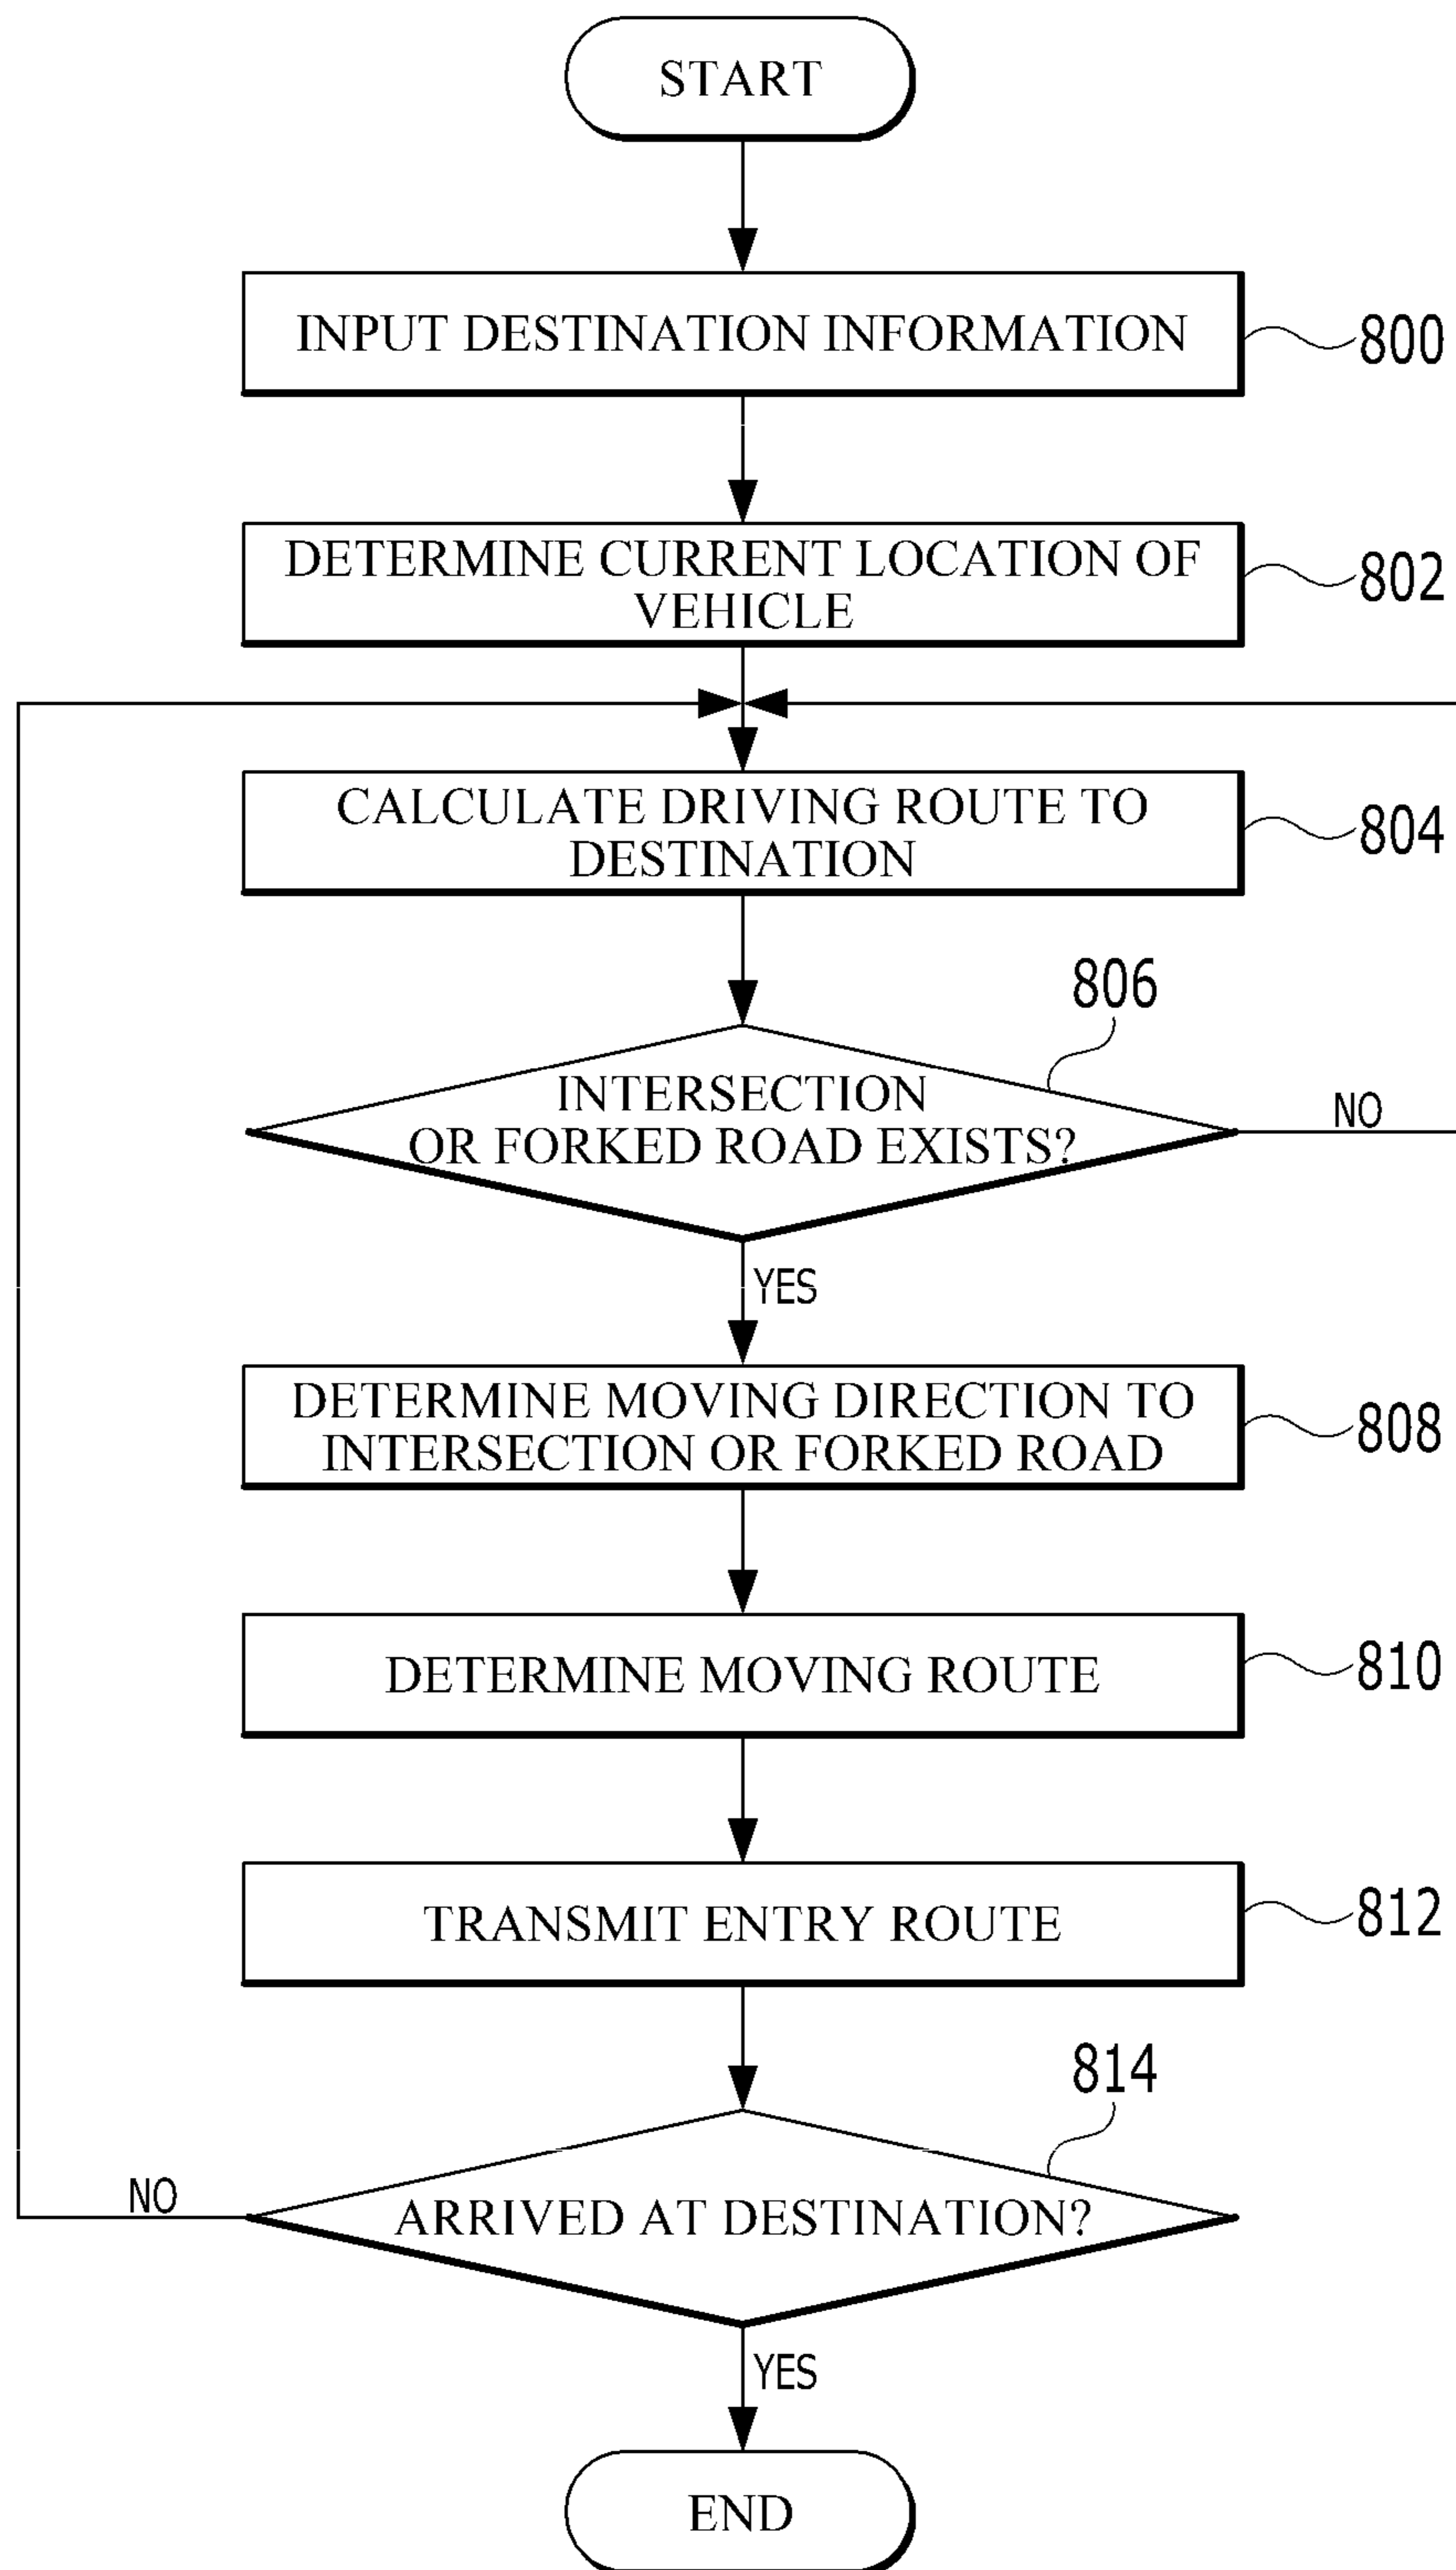 START
INPUT DESTINATION INFORMATION
800
DETERMINE CURRENT LOCATION OF
VEHICLE
802
CALCULATE DRIVING ROUTE TO
DESTINATION
804
806
INTERSECTION
OR FORKED ROAD EXISTS?
NO
YES
DETERMINE MOVING DIRECTION TO
INTERSECTION OR FORKED ROAD
808
DETERMINE MOVING ROUTE
810
TRANSMIT ENTRY ROUTE
812
814
NO
ARRIVED AT DESTINATION?
YES
END